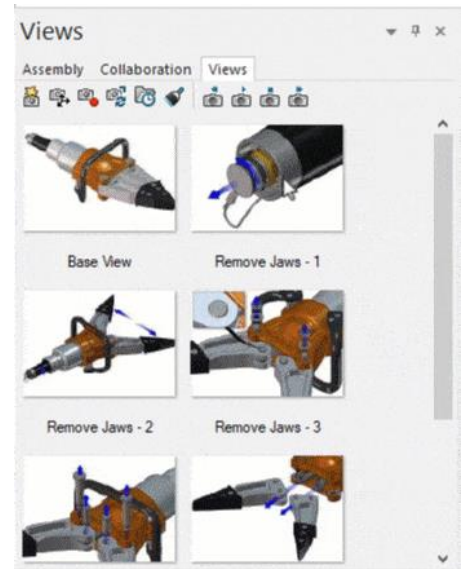 Views
Assembly Collaboration Views
Base View Remove Jaws - 1
Remove Jaws - 2 Remove Jaws - 3